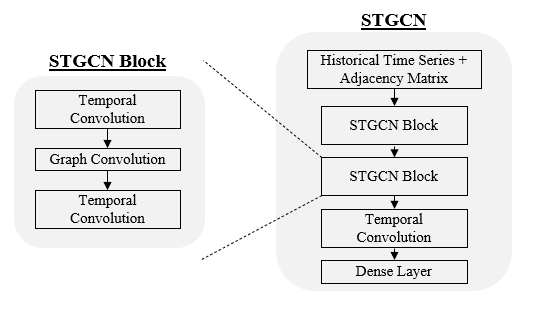 STGCN Block
Temporal
Convolution
Graph Convolution
Temporal
Convolution
STGCN
Historical Time Series +
Adjacency Matrix
STGCN Block
STGCN Block
Temporal
Convolution
Dense Layer